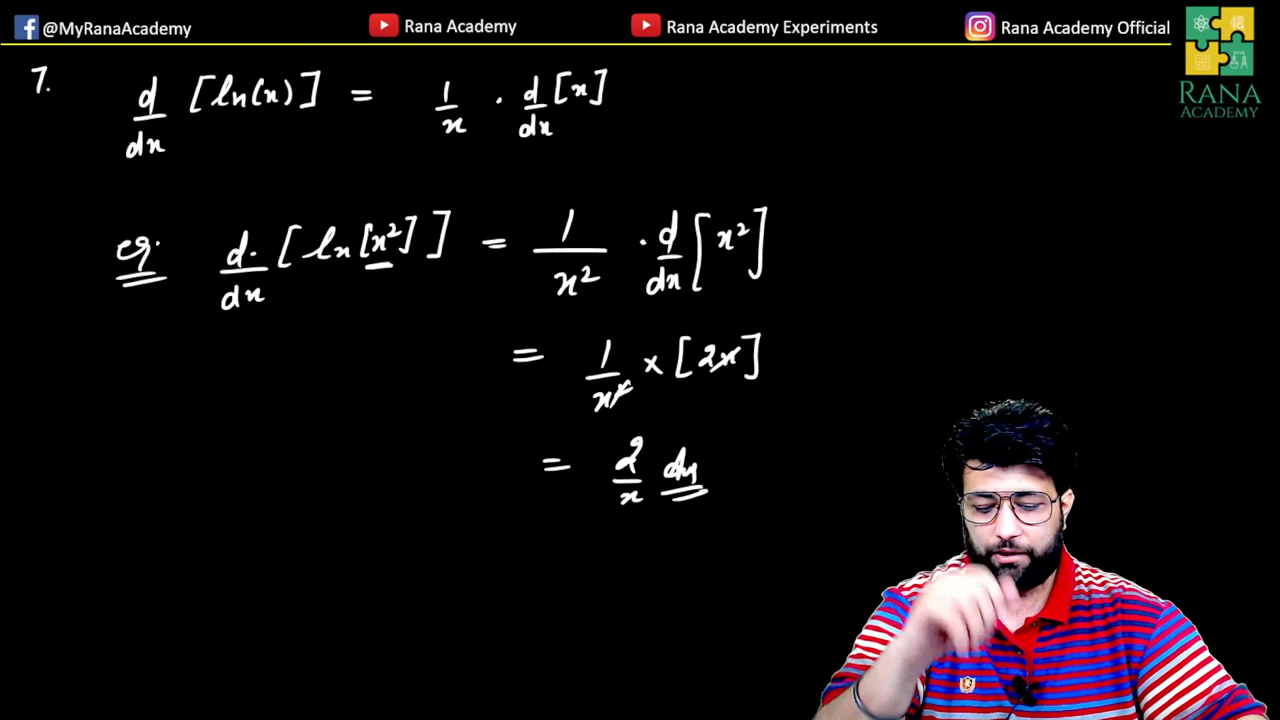 @MyRanaAcademy Rana Academy Rana Academy Experiments Rana Academy Official
RANA
ACADEMY
7. d/dx [ln(x)] = 1/x · d/dx [x]
eg. d/dx [ln[x²]] = 1/x² · d/dx [x²]
= 1/x² × [2x]
= 2/x